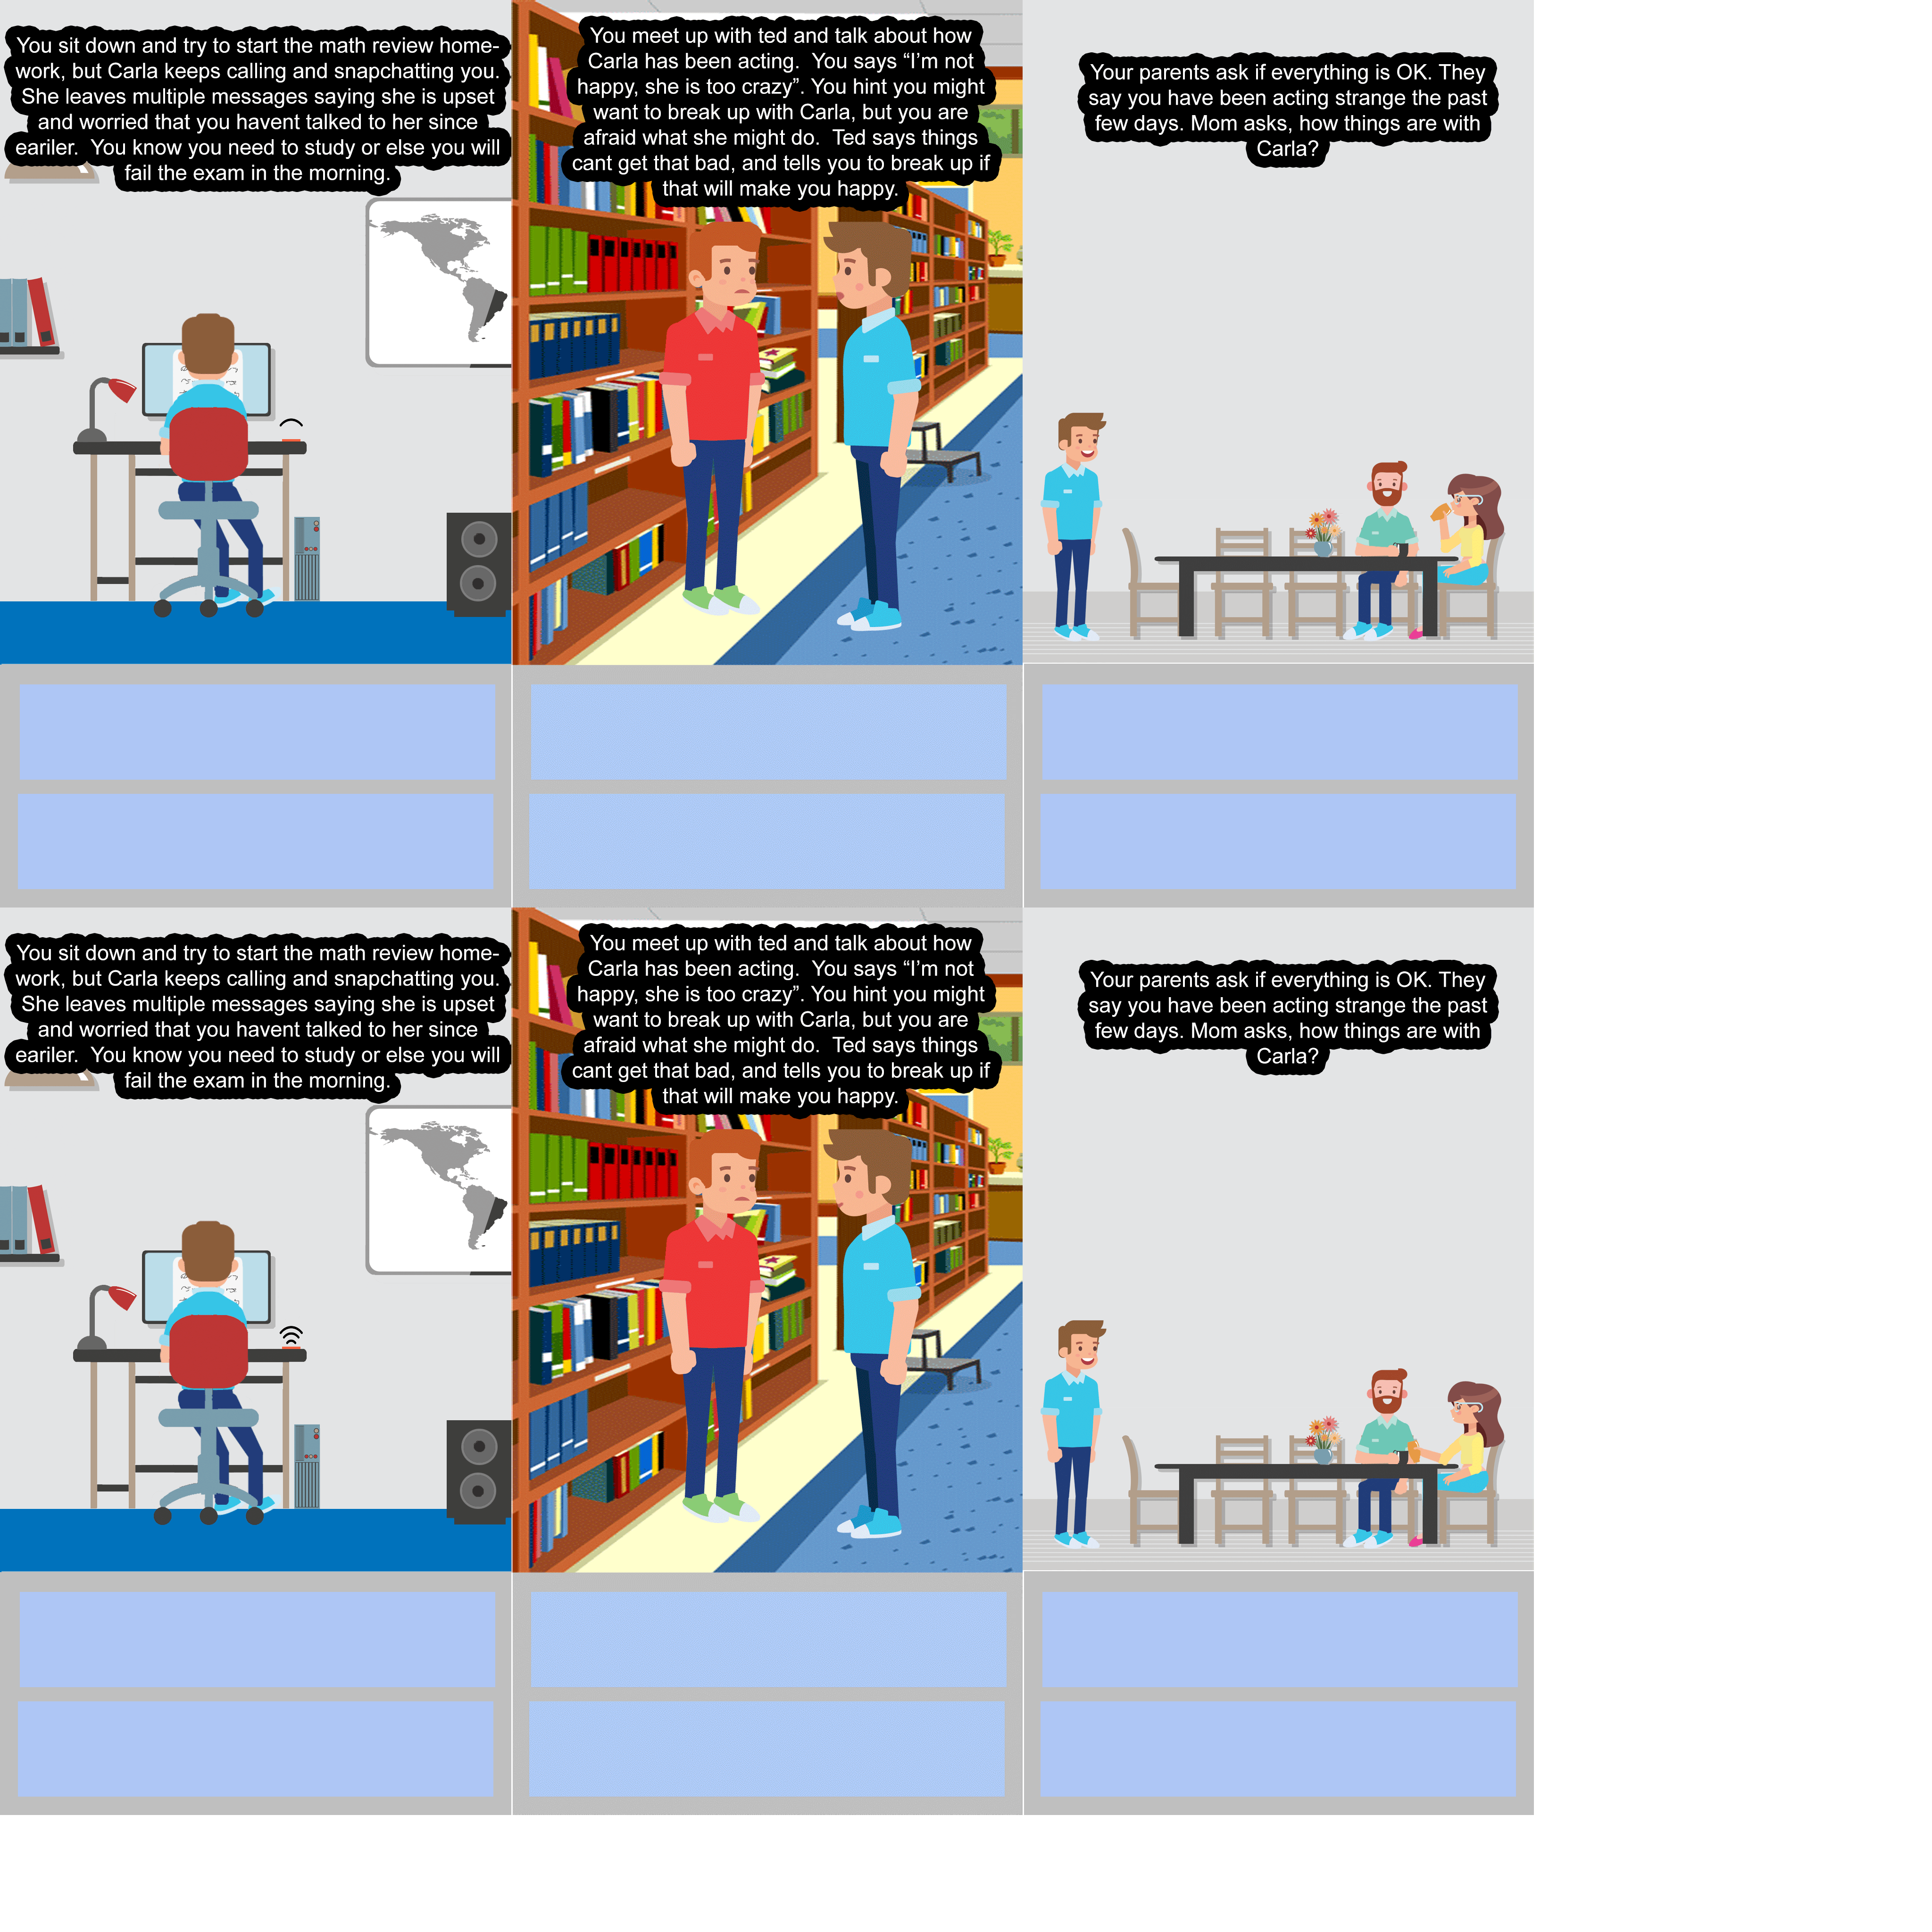 You sit down and try to start the math review home-
work, but Carla keeps calling and snapchatting you.
She leaves multiple messages saying she is upset
and worried that you havent talked to her since
eariler.  You know you need to study or else you will
fail the exam in the morning.
You meet up with ted and talk about how
Carla has been acting.  You says “I’m not
happy, she is too crazy”. You hint you might
want to break up with Carla, but you are
afraid what she might do.  Ted says things
cant get that bad, and tells you to break up if
that will make you happy.
Your parents ask if everything is OK. They
say you have been acting strange the past
few days. Mom asks, how things are with
Carla?
You sit down and try to start the math review home-
work, but Carla keeps calling and snapchatting you.
She leaves multiple messages saying she is upset
and worried that you havent talked to her since
eariler.  You know you need to study or else you will
fail the exam in the morning.
You meet up with ted and talk about how
Carla has been acting.  You says “I’m not
happy, she is too crazy”. You hint you might
want to break up with Carla, but you are
afraid what she might do.  Ted says things
cant get that bad, and tells you to break up if
that will make you happy.
Your parents ask if everything is OK. They
say you have been acting strange the past
few days. Mom asks, how things are with
Carla?